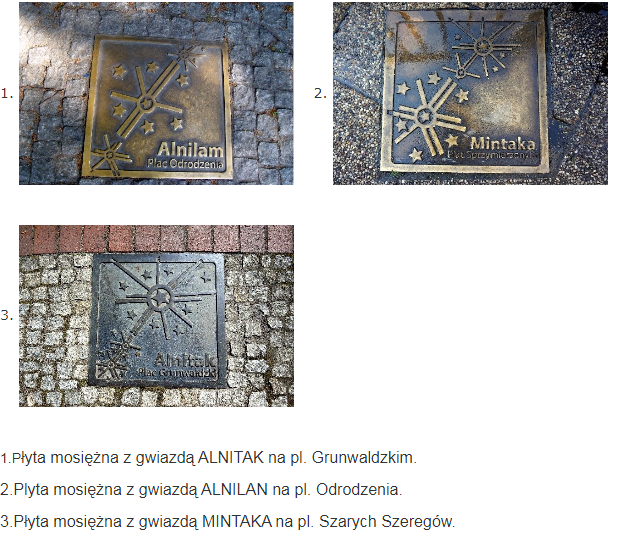 1.
Alnilam
Plac Odrodzenia
2.
Mintaka
3.
Alnitak
Plac Grunwaldzki
1.Płyta mosiężna z gwiazdą ALNITAK na pl. Grunwaldzkim.
2.Plyta mosiężna z gwiazdą ALNILAN na pl. Odrodzenia.
3.Płyta mosiężna z gwiazdą MINTAKA na pl. Szarych Szeregów.